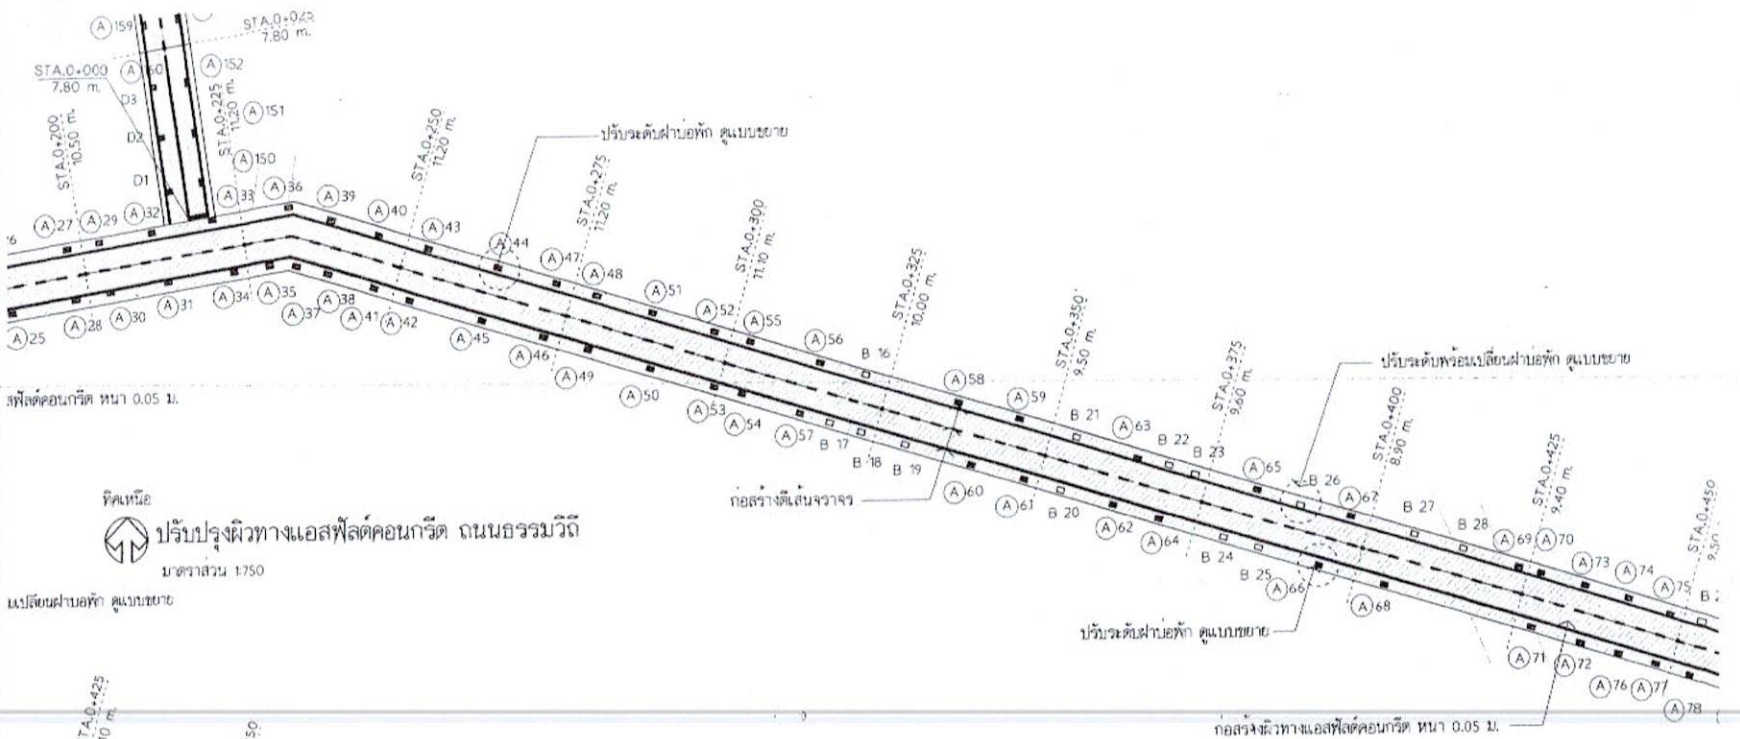 A 159
STA.0+025
7.80 m.
STA.0+000
7.80 m.
A 152
D3
A 151
D2
STA.0+225
11.20 m.
STA.0+200
10.50 m.
A 150
D1
STA.0+250
11.20 m.
ปรับระดับฝาบ่อพัก ดูแบบขยาย
STA.0+275
11.20 m.
STA.0+300
11.10 m.
STA.0+325
10.00 m.
STA.0+350
9.50 m.
STA.0+375
9.60 m.
STA.0+400
8.90 m.
STA.0+425
9.40 m.
STA.0+450
9.50
A 27
A 29
A 32
A 33
A 36
A 39
A 40
A 43
A 44
A 47
A 48
A 51
A 52
A 55
A 56
B 16
A 58
A 59
B 21
A 63
B 22
B 23
A 65
B 26
A 67
B 27
B 28
A 69
A 70
A 73
A 74
A 75
ปรับระดับพร้อมเปลี่ยนฝาบ่อพัก ดูแบบขยาย
A 25
A 28
A 30
A 31
A 34
A 35
A 37
A 38
A 41
A 42
A 45
A 46
A 49
A 50
A 53
A 54
A 57
B 17
B 18
B 19
A 60
A 61
B 20
A 62
A 64
B 24
B 25
A 66
A 68
A 71
A 72
A 76
A 77
A 78
สฟัลต์คอนกรีต หนา 0.05 ม.
ก่อสร้างตีเส้นจราจร
ทิศเหนือ
ปรับปรุงผิวทางแอสฟัลต์คอนกรีต ถนนธรรมวิถี
มาตราส่วน 1:750
เปลี่ยนฝาบ่อพัก ดูแบบขยาย
ปรับระดับฝาบ่อพัก ดูแบบขยาย
ก่อสร้างผิวทางแอสฟัลต์คอนกรีต หนา 0.05 ม.
STA.0+425